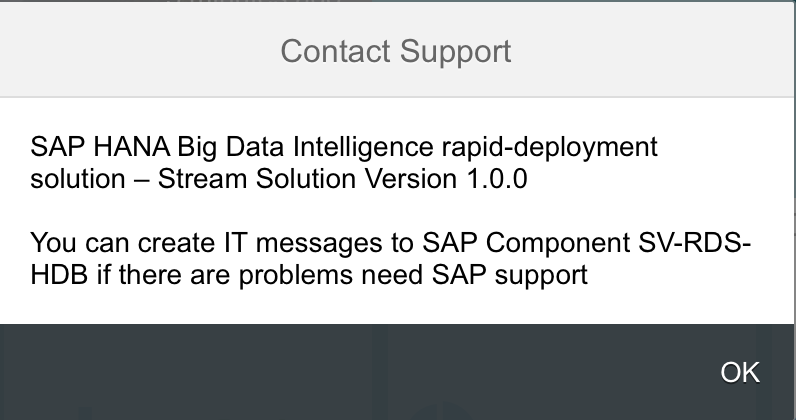 Contact Support
SAP HANA Big Data Intelligence rapid-deployment
solution – Stream Solution Version 1.0.0
You can create IT messages to SAP Component SV-RDS-
HDB if there are problems need SAP support
OK